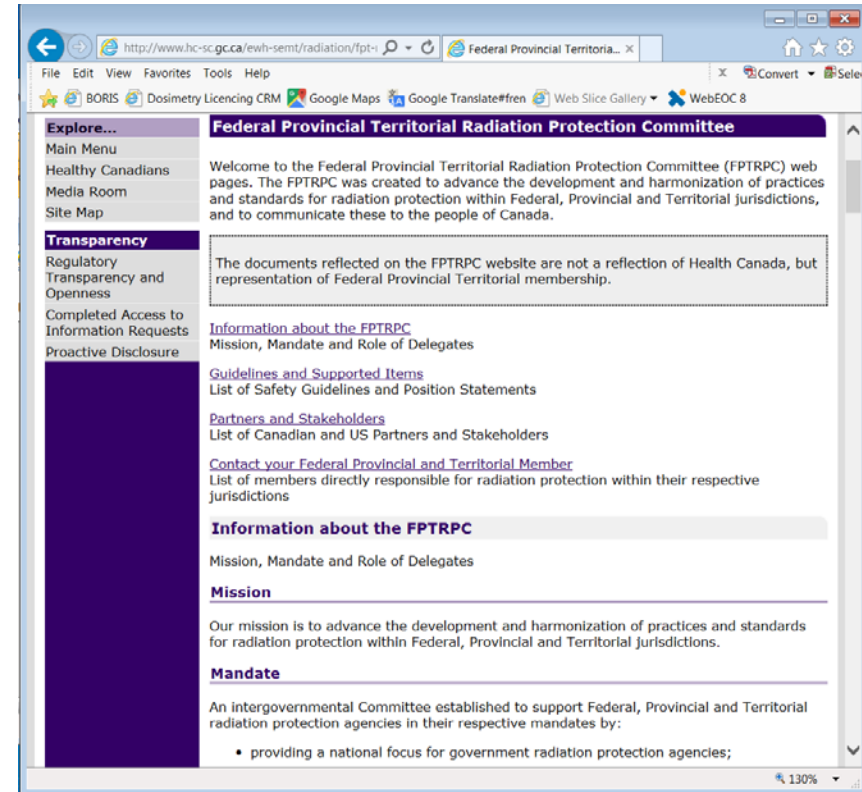 http://www.hc-sc.gc.ca/ewh-semt/radiation/fpt-
Federal Provincial Territoria... ×
File Edit View Favorites Tools Help
x Convert Sele
BORIS Dosimetry Licencing CRM Google Maps Google Translate#fren Web Slice Gallery WebEOC 8
Explore...
Main Menu
Healthy Canadians
Media Room
Site Map
Transparency
Regulatory
Transparency and
Openness
Completed Access to
Information Requests
Proactive Disclosure
Federal Provincial Territorial Radiation Protection Committee
Welcome to the Federal Provincial Territorial Radiation Protection Committee (FPTRPC) web
pages. The FPTRPC was created to advance the development and harmonization of practices
and standards for radiation protection within Federal, Provincial and Territorial jurisdictions,
and to communicate these to the people of Canada.
The documents reflected on the FPTRPC website are not a reflection of Health Canada, but
representation of Federal Provincial Territorial membership.
Information about the FPTRPC
Mission, Mandate and Role of Delegates
Guidelines and Supported Items
List of Safety Guidelines and Position Statements
Partners and Stakeholders
List of Canadian and US Partners and Stakeholders
Contact your Federal Provincial and Territorial Member
List of members directly responsible for radiation protection within their respective
jurisdictions
Information about the FPTRPC
Mission, Mandate and Role of Delegates
Mission
Our mission is to advance the development and harmonization of practices and standards
for radiation protection within Federal, Provincial and Territorial jurisdictions.
Mandate
An intergovernmental Committee established to support Federal, Provincial and Territorial
radiation protection agencies in their respective mandates by:
• providing a national focus for government radiation protection agencies;
130%